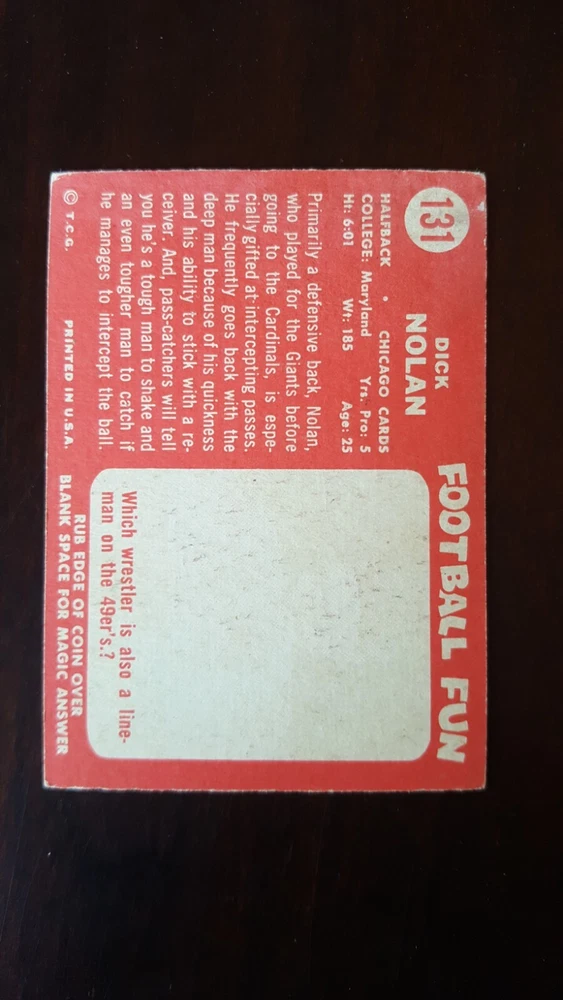 131
DICK
NOLAN
HALFBACK • CHICAGO CARDS
COLLEGE: Maryland Yrs. Pro: 5
Ht: 6:01 Wt: 185 Age: 25
Primarily a defensive back, Nolan,
who played for the Giants before
going to the Cardinals, is espe-
cially gifted at intercepting passes.
He frequently goes back with the
deep man because of his quickness
and his ability to stick with a re-
ceiver. And, pass-catchers will tell
you he's a tough man to shake and
an even tougher man to catch if
he manages to intercept the ball.
© T.C.G. PRINTED IN U.S.A.
FOOTBALL FUN
Which wrestler is also a line-
man on the 49er's.?
RUB EDGE OF COIN OVER
BLANK SPACE FOR MAGIC ANSWER